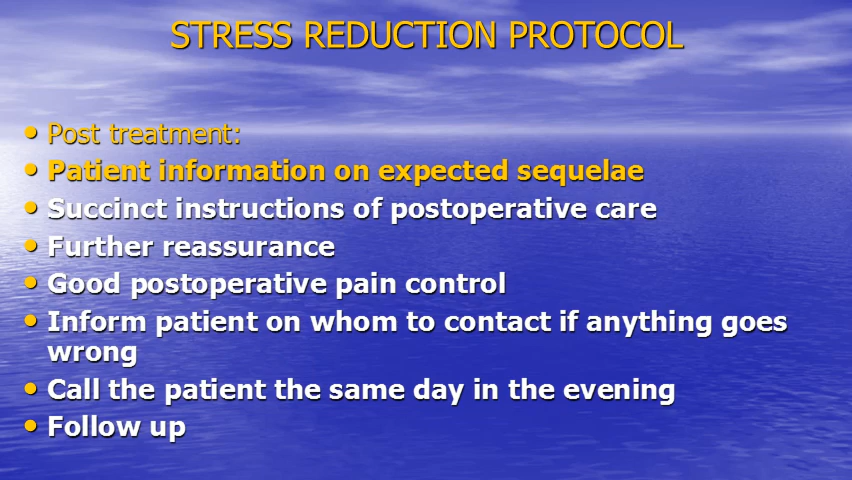 STRESS REDUCTION PROTOCOL
• Post treatment:
• Patient information on expected sequelae
• Succinct instructions of postoperative care
• Further reassurance
• Good postoperative pain control
• Inform patient on whom to contact if anything goes
wrong
• Call the patient the same day in the evening
• Follow up